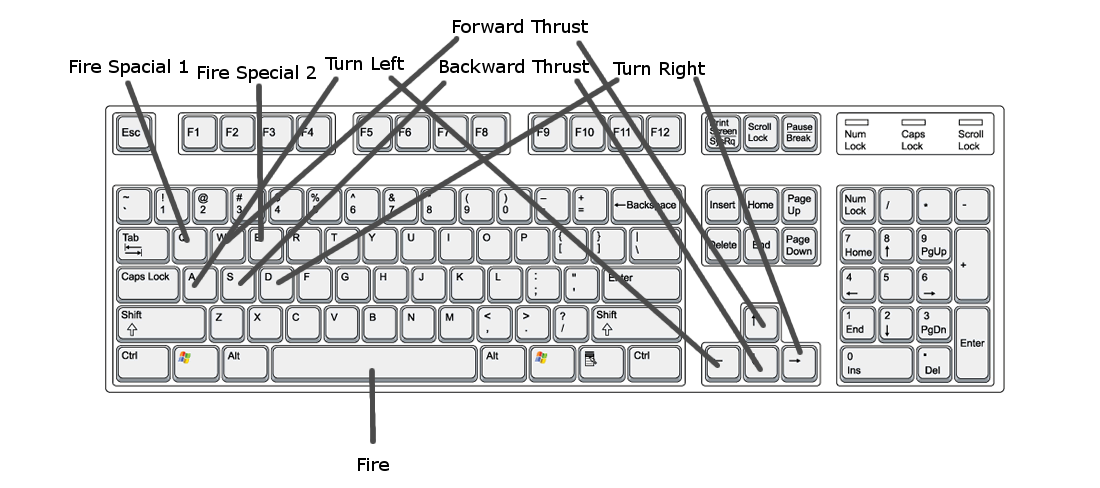 Forward Thrust
Fire Spacial 1 Fire Special 2 Turn Left Backward Thrust Turn Right
Esc F1 F2 F3 F4 F5 F6 F7 F8 F9 F10 F11 F12 Print Screen SysRq Scroll Lock Pause Break Num Lock Caps Lock Scroll Lock
~ ` ! 1 @ 2 # 3 4 % ^ 6 & 7 8 ( 9 ) 0 _ - + = ←Backspace Insert Home Page Up Num Lock / * -
Tab Q W E R T Y U I O P { [ } ] | \ Delete End Page Down 7 Home 8 ↑ 9 PgUp +
Caps Lock A S D F G H J K L : ; " ' Enter 4 ← 5 6 →
Shift Z X C V B N M < , > . ? / Shift ↑ 1 End 2 ↓ 3 PgDn Enter
Ctrl Alt Alt Ctrl ← → 0 Ins . Del
Fire